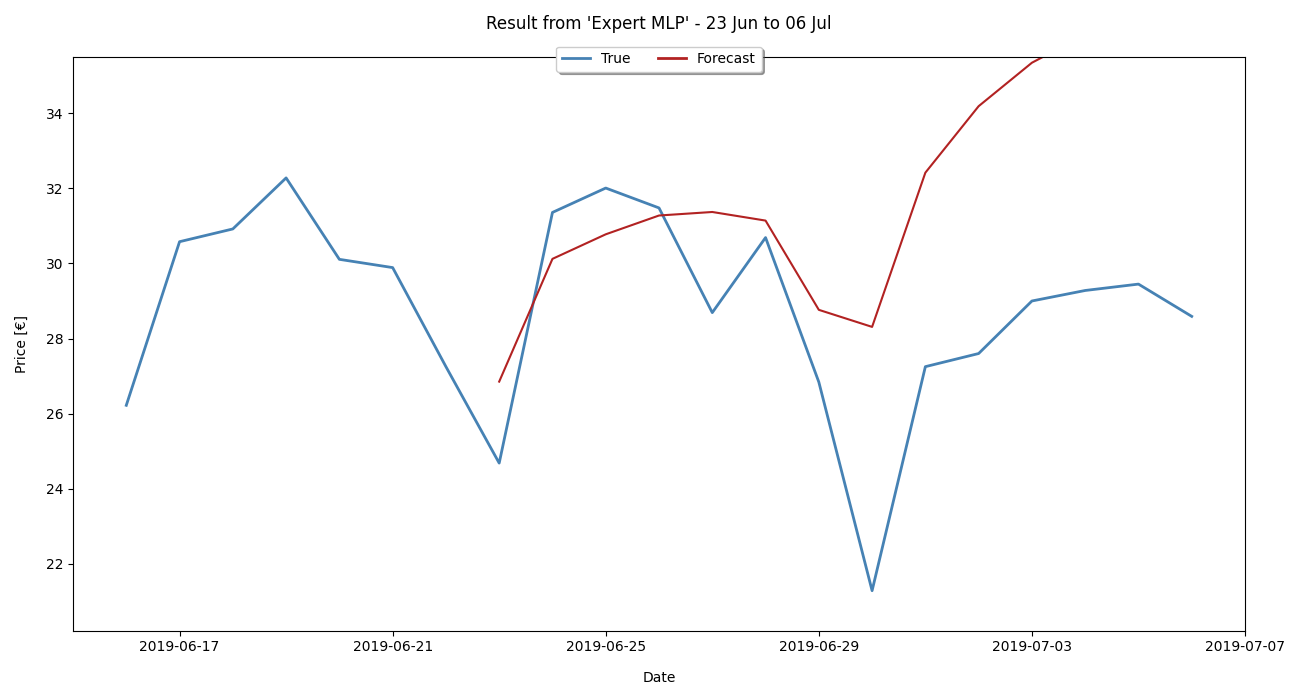 Result from 'Expert MLP' - 23 Jun to 06 Jul
True Forecast
34
32
30
28
26
24
22
Price [€]
2019-06-17 2019-06-21 2019-06-25 2019-06-29 2019-07-03 2019-07-07
Date